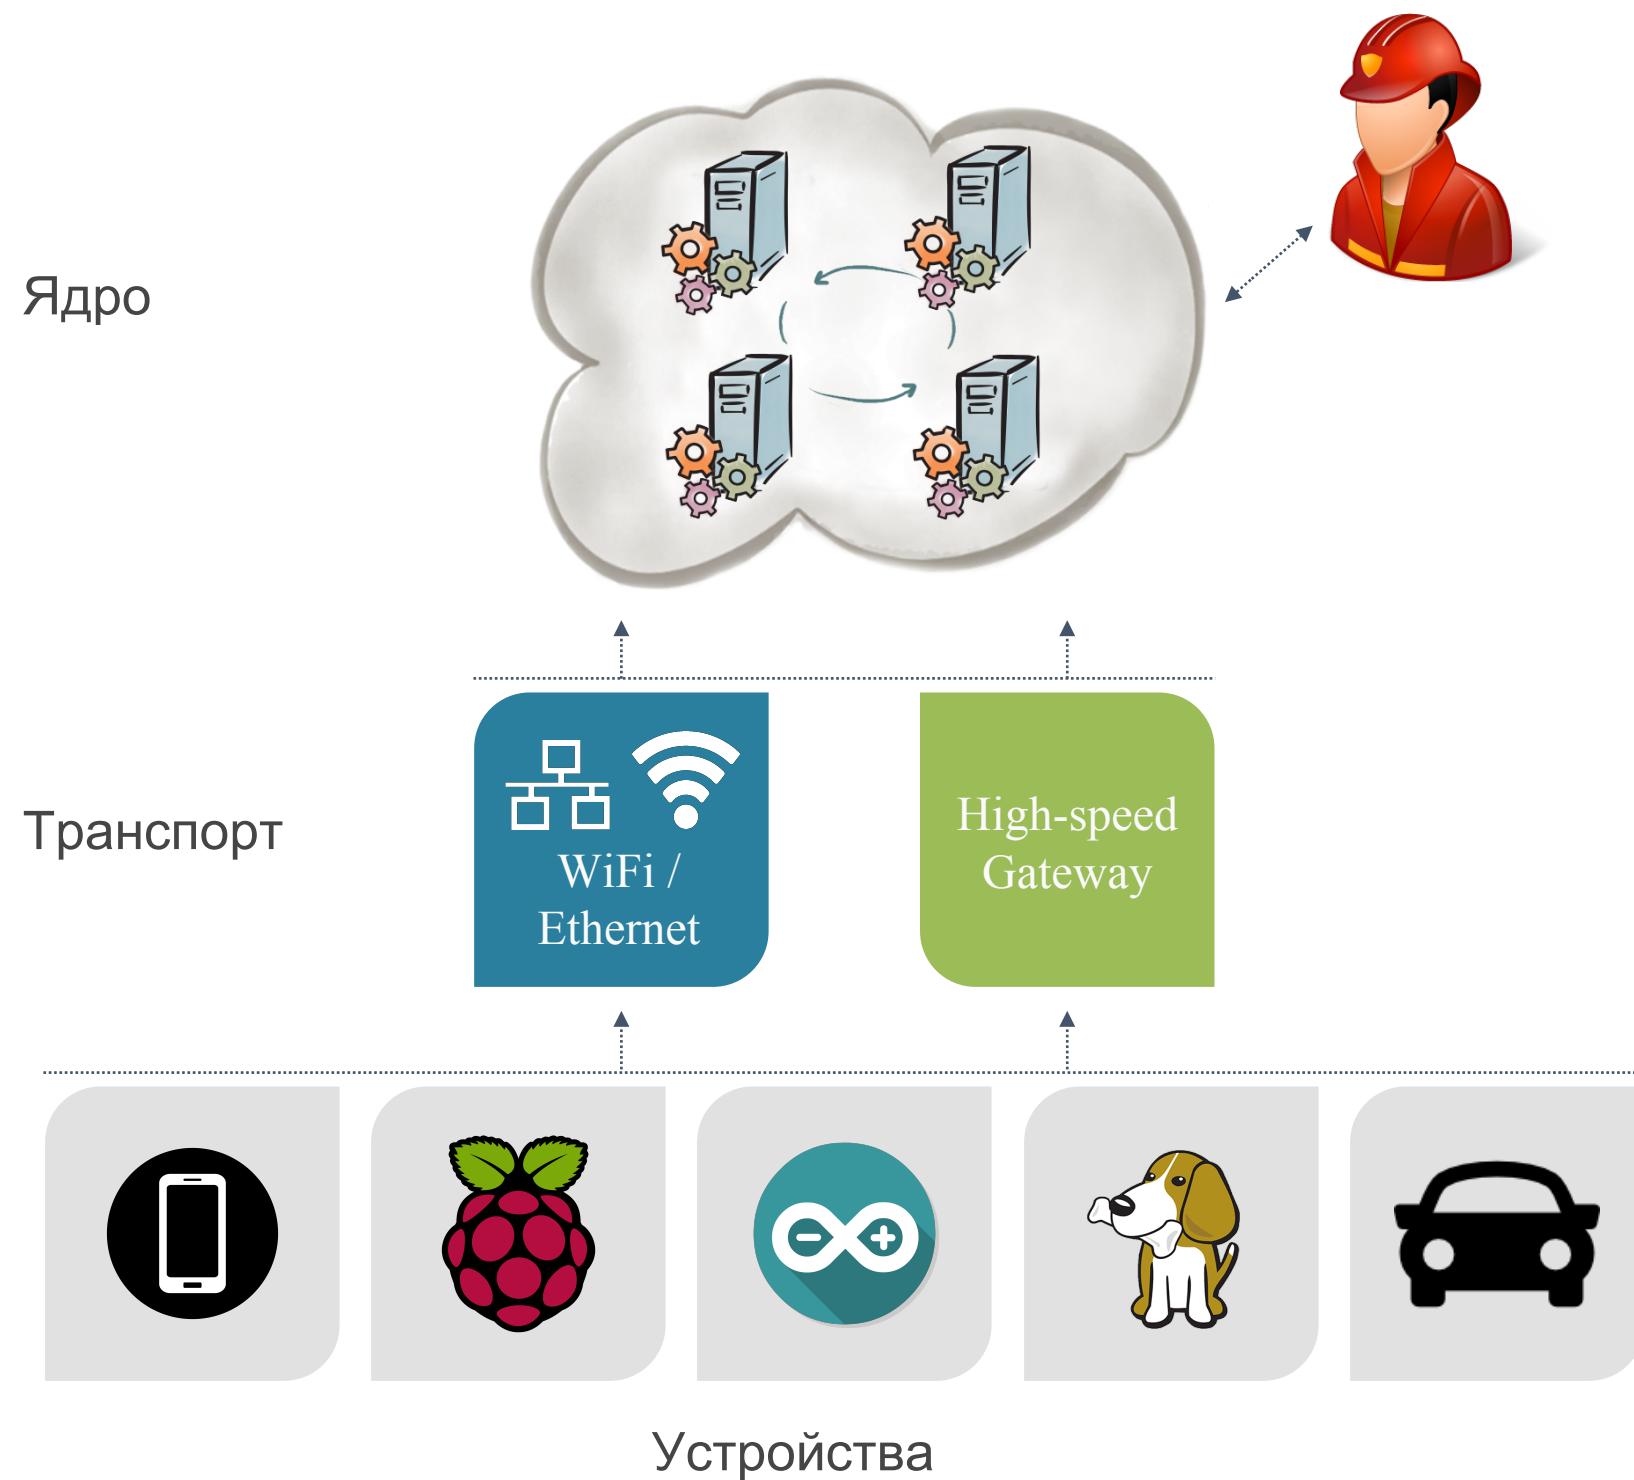 Ядро
Транспорт
WiFi /
Ethernet
High-speed
Gateway
Устройства